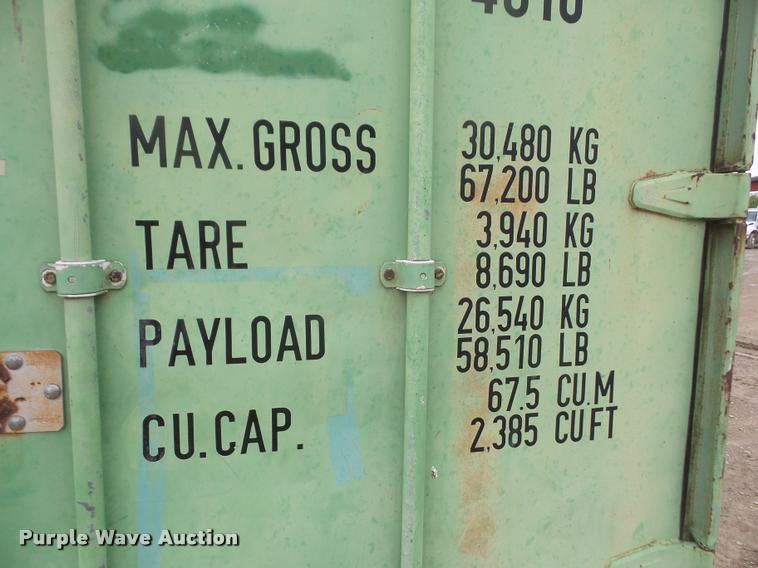 MAX. GROSS 30,480 KG
67,200 LB
TARE 3,940 KG
8,690 LB
PAYLOAD 26,540 KG
58,510 LB
CU.CAP. 67.5 CU.M
2,385 CU FT
Purple Wave Auction